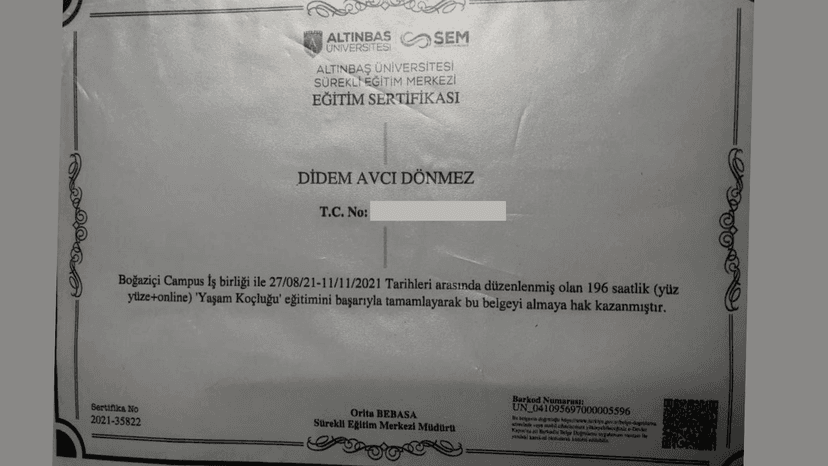 ALTINBAŞ SEM
ÜNİVERSİTESİ
ALTINBAŞ ÜNİVERSİTESİ
SÜREKLİ EĞİTİM MERKEZİ
EĞİTİM SERTİFİKASI
DİDEM AVCI DÖNMEZ
T.C. No:
Boğaziçi Campus İş birliği ile 27/08/21-11/11/2021 Tarihleri arasında düzenlenmiş olan 196 saatlik (yüz
yüze+online) 'Yaşam Koçluğu' eğitimini başarıyla tamamlayarak bu belgeyi almaya hak kazanmıştır.
Sertifika No
2021-35822
Orita BEBASA
Sürekli Eğitim Merkezi Müdürü
Barkod Numarası:
UN_041095697000005596